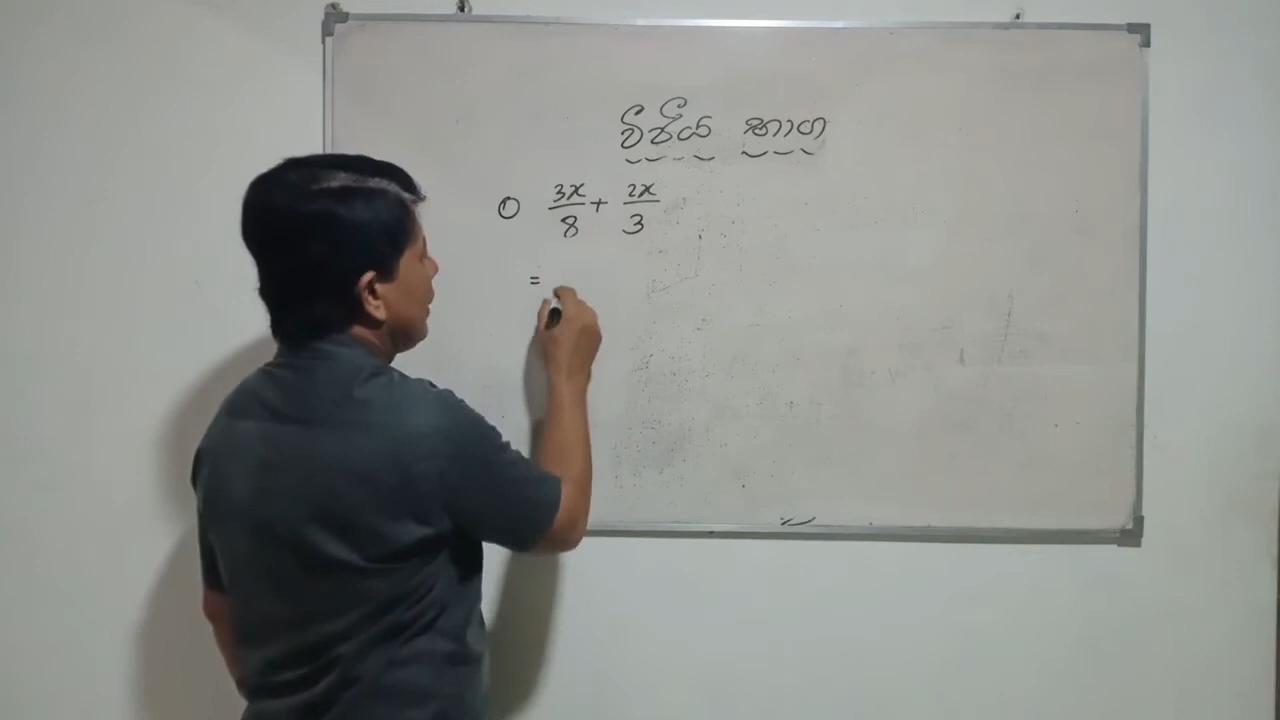 වීජීය භාග
① 3x/8 + 2x/3
=